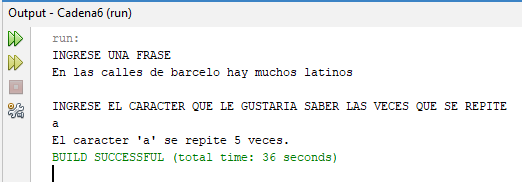 Output - Cadena6 (run)
run:
INGRESE UNA FRASE
En las calles de barcelo hay muchos latinos
INGRESE EL CARACTER QUE LE GUSTARIA SABER LAS VECES QUE SE REPITE
a
El caracter 'a' se repite 5 veces.
BUILD SUCCESSFUL (total time: 36 seconds)